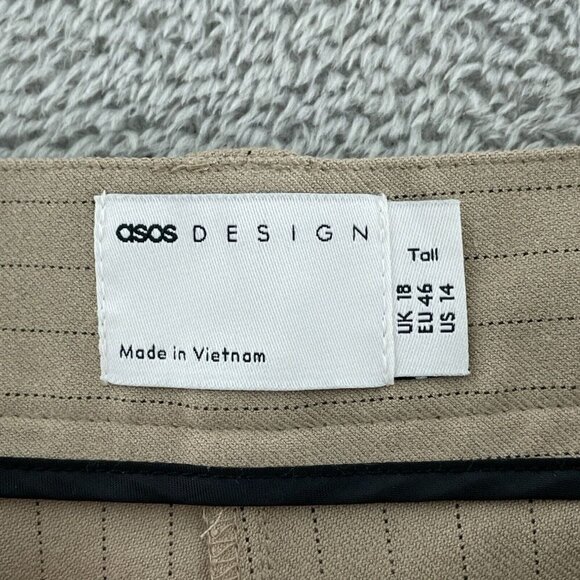 asos DESIGN
Made in Vietnam
Tall
UK 18
EU 46
US 14